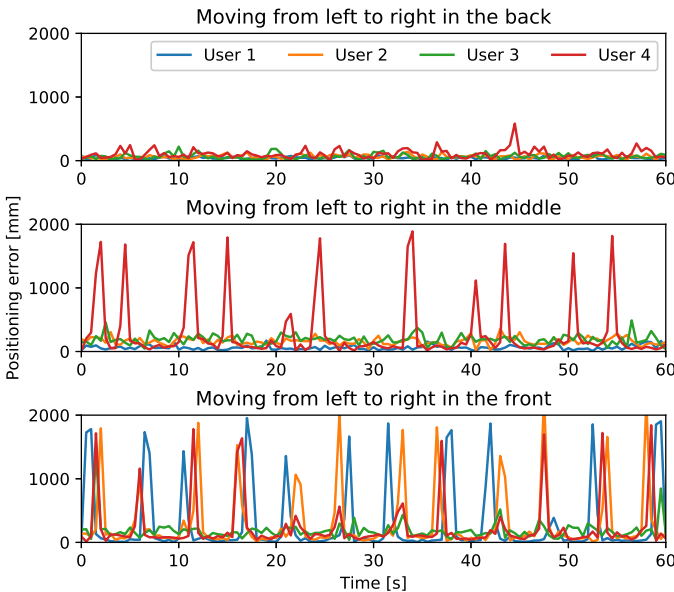 Moving from left to right in the back
2000
1000
0
User 1 User 2 User 3 User 4
0 10 20 30 40 50 60
Moving from left to right in the middle
Positioning error [mm]
2000
1000
0
0 10 20 30 40 50 60
Moving from left to right in the front
2000
1000
0
0 10 20 30 40 50 60
Time [s]